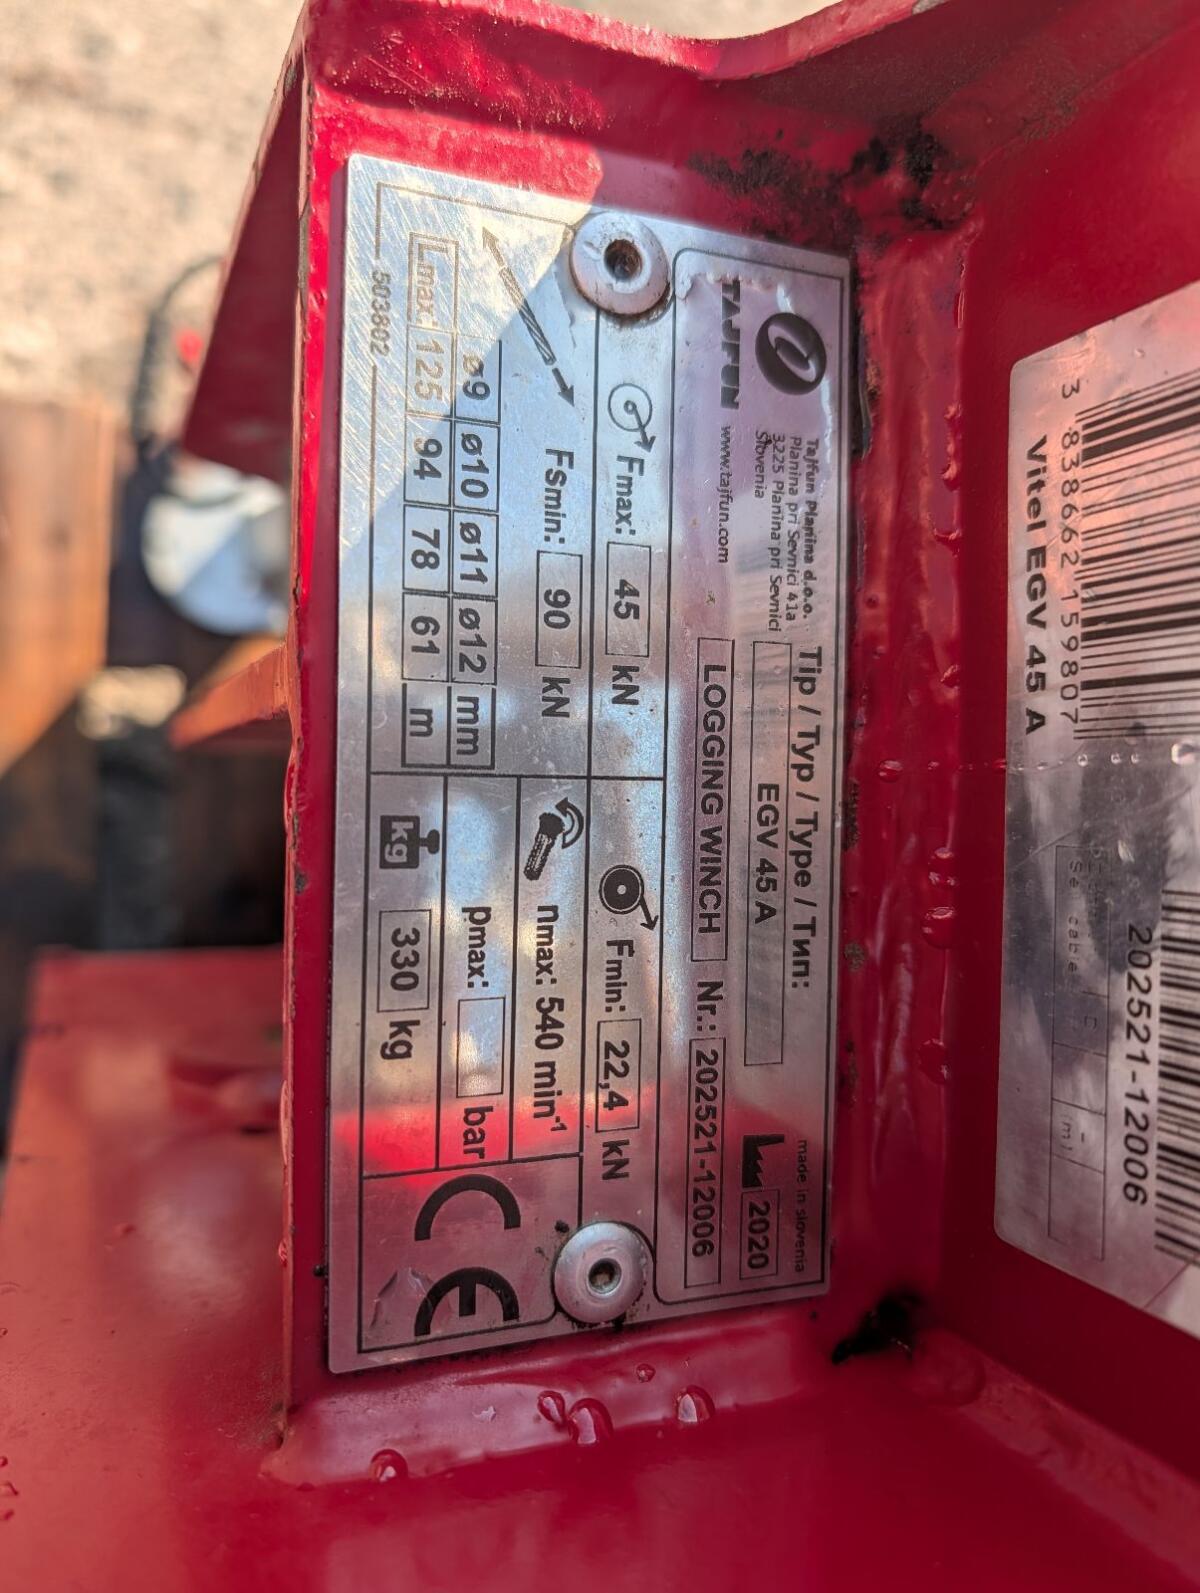 TAJFUN
Tajfun Planina d.o.o.
Planina pri Sevnici 41a
3225 Planina pri Sevnici
Slovenia
www.tajfun.com
Tip / Typ / Type / Тип:
EGV 45 A
made in slovenia
2020
LOGGING WINCH Nr.: 202521-12006
Fmax: 45 kN
Fmin: 22,4 kN
FSmin: 90 kN
nmax: 540 min-1
ø9 ø10 ø11 ø12 mm
Lmax: 125 94 78 61 m
pmax: bar
kg 330 kg
CE
503802
3 838662 159807
Vitel EGV 45 A
202521-12006
cable
(m)